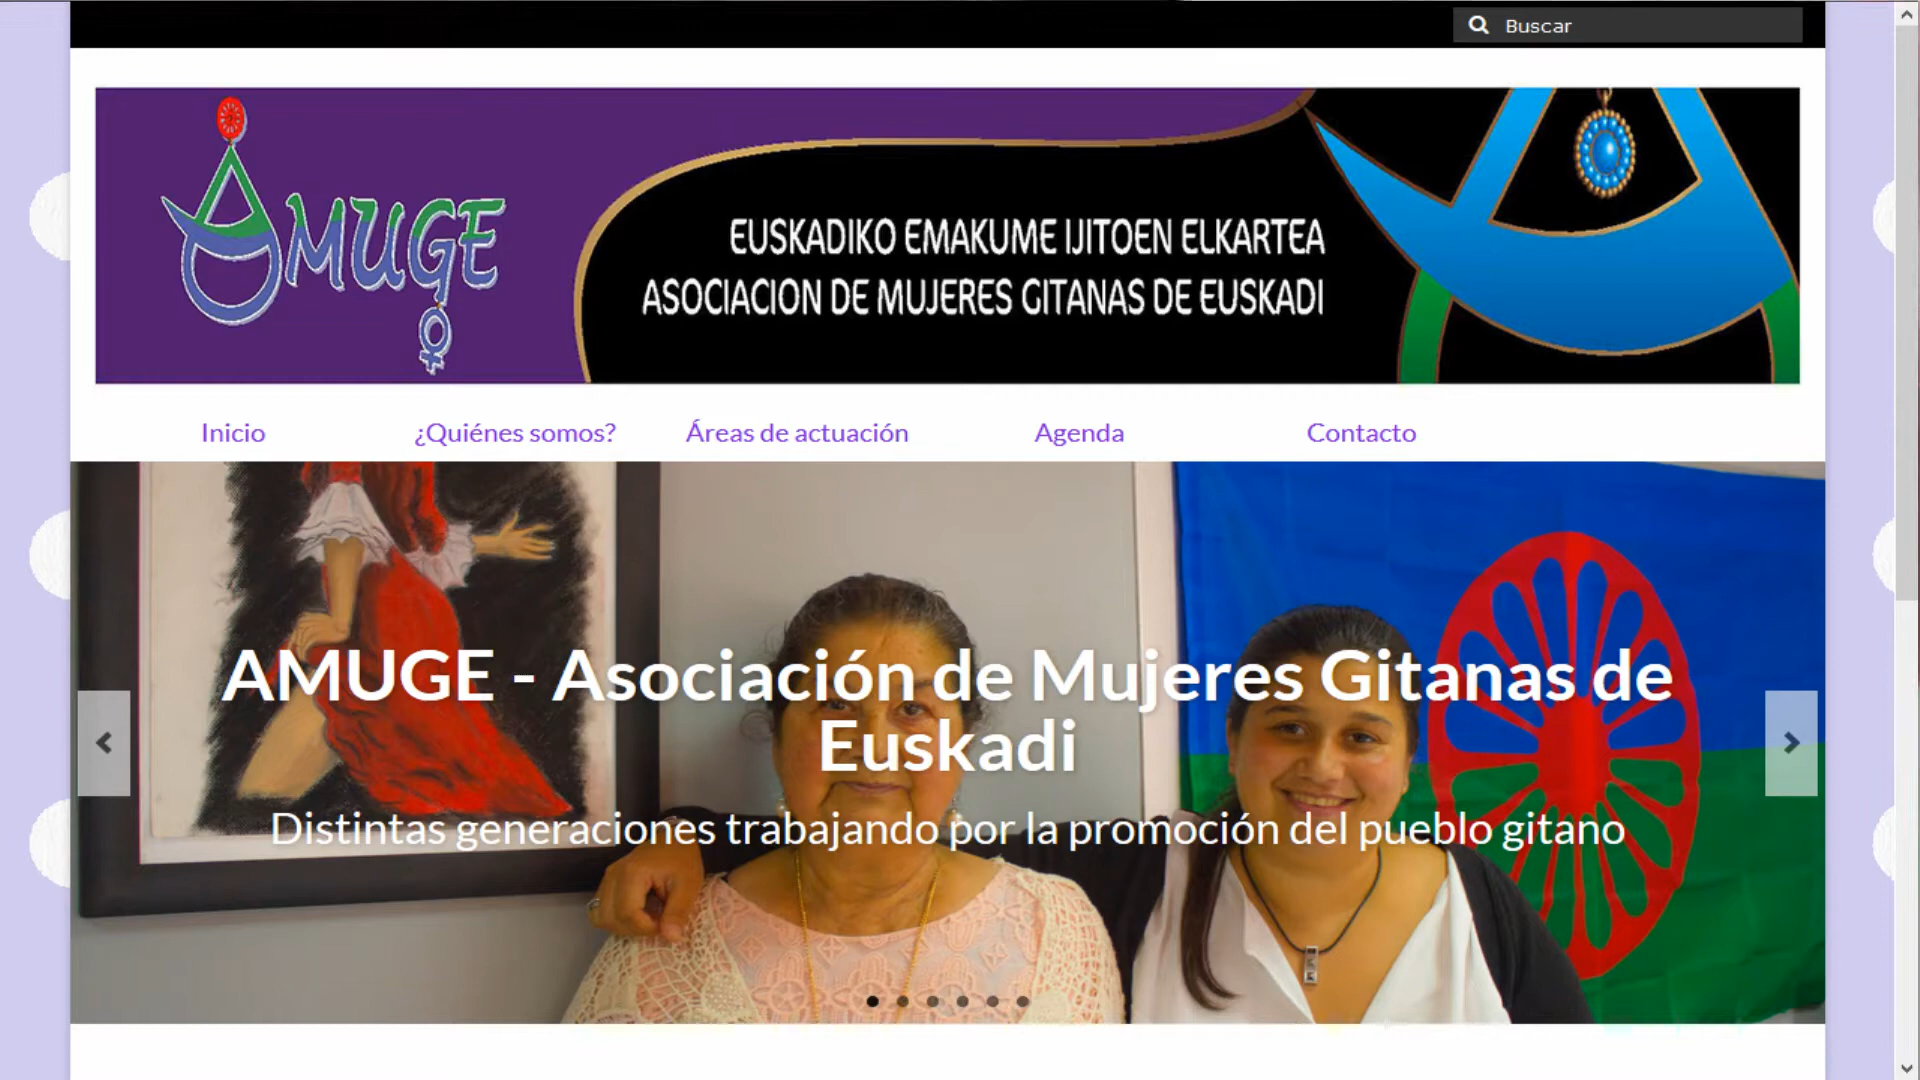 Buscar
AMUGE
EUSKADIKO EMAKUME IJITOEN ELKARTEA
ASOCIACION DE MUJERES GITANAS DE EUSKADI
Inicio
¿Quiénes somos?
Áreas de actuación
Agenda
Contacto
AMUGE - Asociación de Mujeres Gitanas de
Euskadi
Distintas generaciones trabajando por la promoción del pueblo gitano